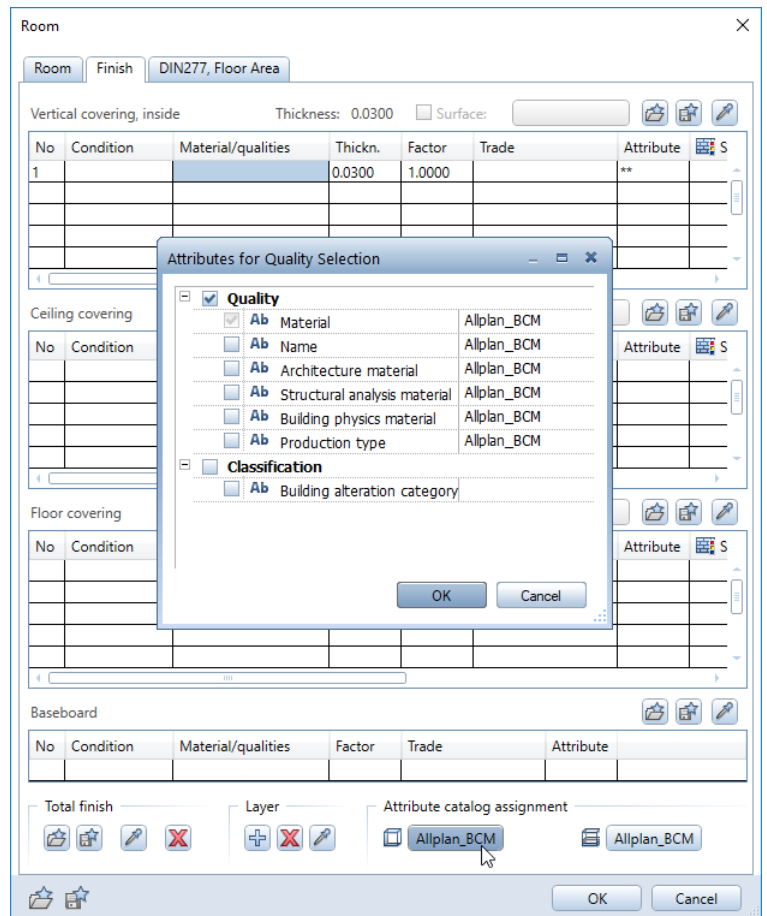 Room
Room Finish DIN277, Floor Area
Vertical covering, inside Thickness: 0.0300 Surface:
No Condition Material/qualities Thickn. Factor Trade Attribute S
1 0.0300 1.0000 **
Attributes for Quality Selection
Quality
Ab Material Allplan_BCM
Ab Name Allplan_BCM
Ab Architecture material Allplan_BCM
Ab Structural analysis material Allplan_BCM
Ab Building physics material Allplan_BCM
Ab Production type Allplan_BCM
Classification
Ab Building alteration category
OK Cancel
Ceiling covering
No Condition Attribute S
Floor covering
No Condition Attribute S
Baseboard
No Condition Material/qualities Factor Trade Attribute
Total finish Layer Attribute catalog assignment
Allplan_BCM Allplan_BCM
OK Cancel